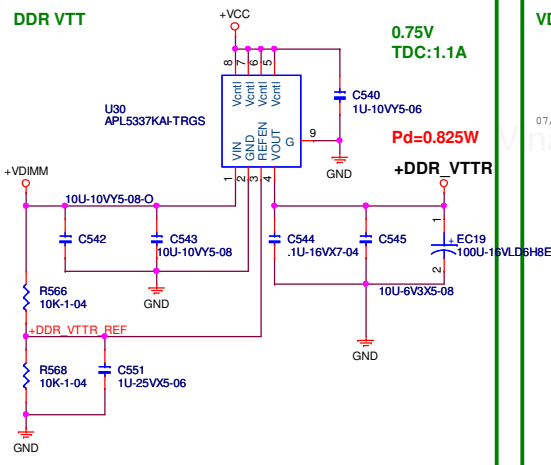 DDR VTT
+VCC
0.75V
TDC:1.1A
VD
8 7 6 5
Vcntl Vcntl Vcntl Vcntl
C540
1U-10VY5-06
U30
APL5337KAI-TRGS
07/
Pd=0.825W
G
9
VIN GND REFEN VOUT
GND
1 2 3 4
+VDIMM
+DDR_VTTR
10U-10VY5-08-O
1
C542
C543
10U-10VY5-08
C544
.1U-16VX7-04
C545
+
EC19
100U-16VLD6H8E
2
GND
R566
10K-1-04
10U-6V3X5-08
+DDR_VTTR_REF
GND
R568
10K-1-04
C551
1U-25VX5-06
GND